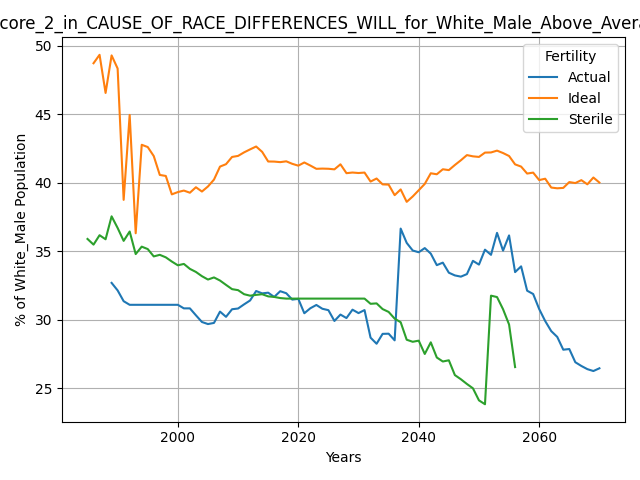 core_2_in_CAUSE_OF_RACE_DIFFERENCES_WILL_for_White_Male_Above_Avera
Fertility
Actual
Ideal
Sterile
% of White_Male Population
50
45
40
35
30
25
2000
2020
2040
2060
Years